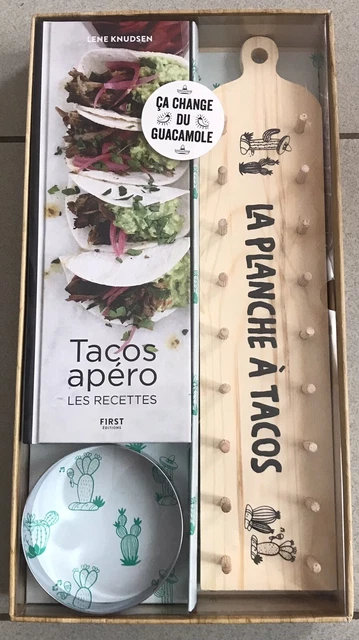 LENE KNUDSEN
ÇA CHANGE
DU
GUACAMOLE
Tacos
apéro
LES RECETTES
FIRST
ÉDITIONS
LA PLANCHE À TACOS